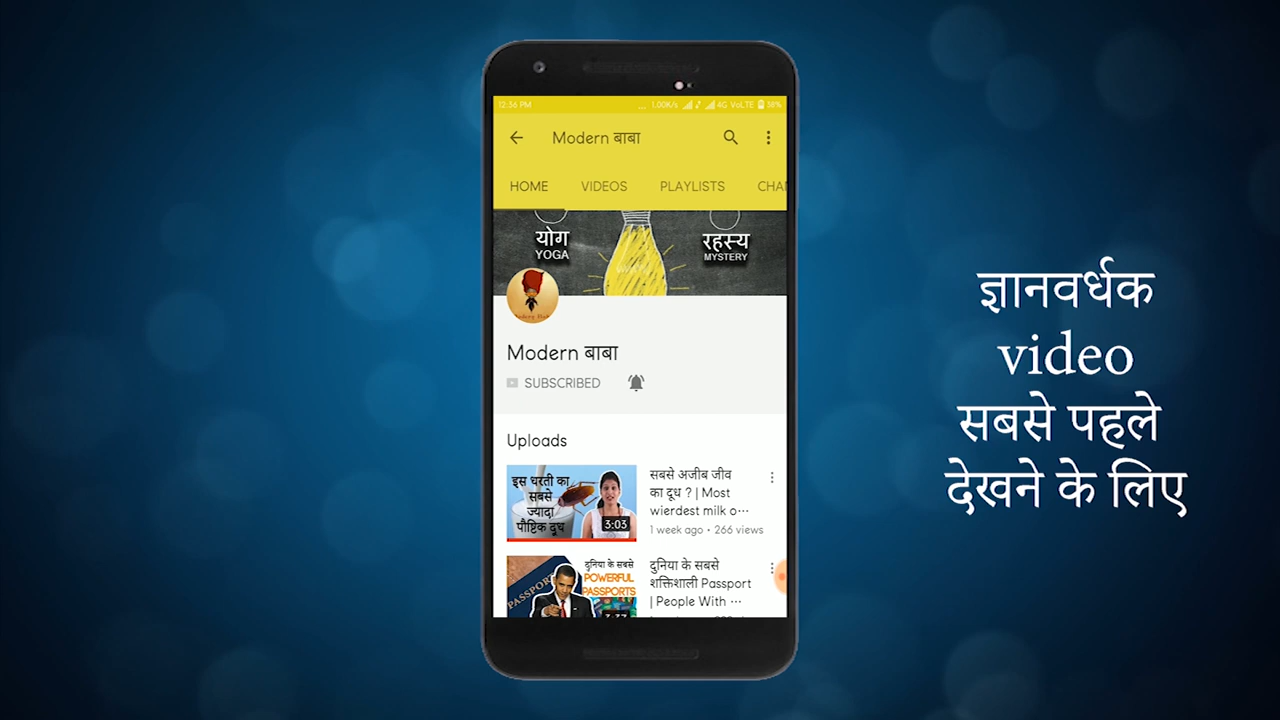 12:56 PM
... 1.00K/s 4G VoLTE 38%
Modern बाबा
HOME VIDEOS PLAYLISTS CHAN
योग
YOGA
रहस्य
MYSTERY
Modern बाबा
SUBSCRIBED
Uploads
इस धरती का
सबसे
ज्यादा
पौष्टिक दूध
3:03
सबसे अजीब जीव
का दूध ? | Most
wierdest milk o...
1 week ago • 266 views
दुनिया के सबसे
POWERFUL
PASSPORTS
PASSPORT
दुनिया के सबसे
शक्तिशाली Passport
| People With ...
ज्ञानवर्धक
video
सबसे पहले
देखने के लिए